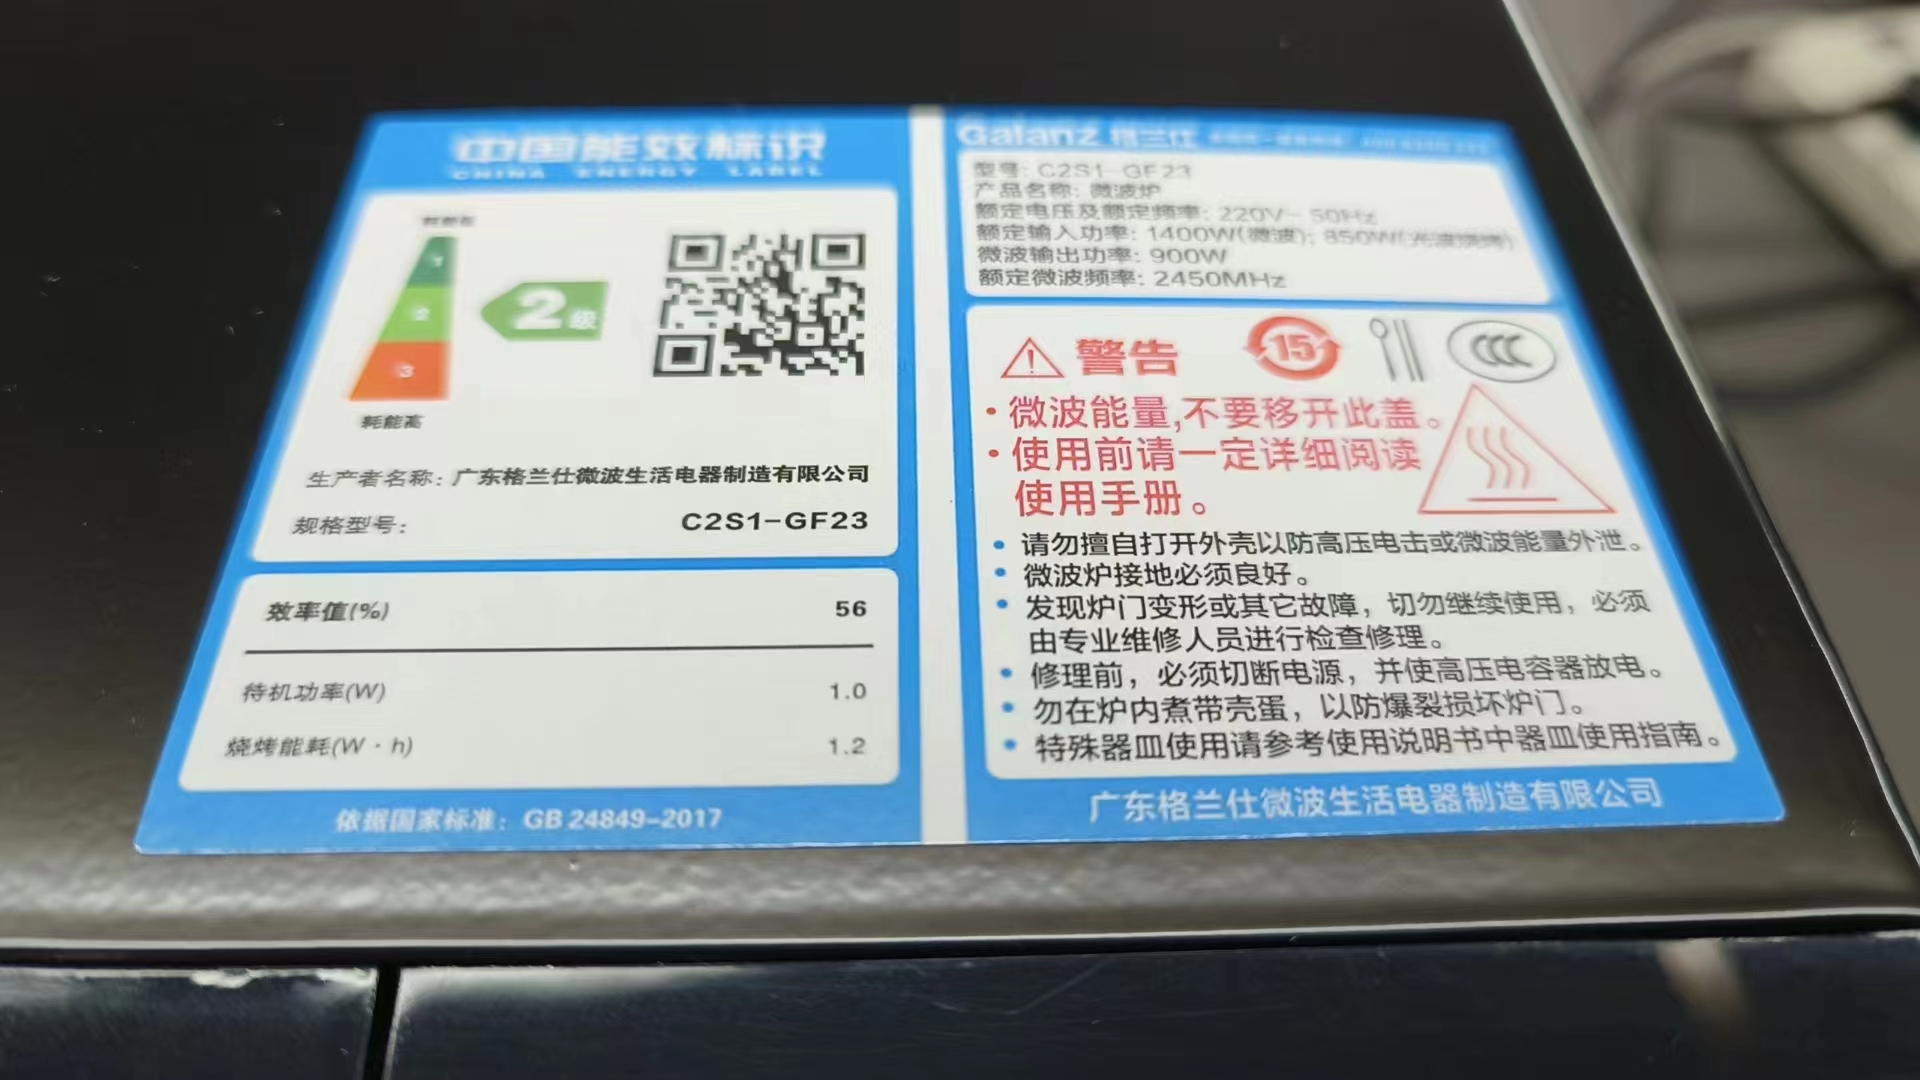 中国能效标识
CHINA ENERGY LABEL
1
2
3
2级
耗能高
生产者名称：广东格兰仕微波生活电器制造有限公司
规格型号： C2S1-GF23
效率值(%) 56
待机功率(W) 1.0
烧烤能耗(W·h) 1.2
依据国家标准：GB 24849-2017
Galanz 格兰仕
型号: C2S1-GF23
产品名称: 微波炉
额定电压及额定频率: 220V~ 50Hz
额定输入功率: 1400W(微波); 850W(光波烧烤)
微波输出功率: 900W
额定微波频率: 2450MHz
警告
15
CCC
·微波能量,不要移开此盖。
·使用前请一定详细阅读
使用手册。
• 请勿擅自打开外壳以防高压电击或微波能量外泄。
• 微波炉接地必须良好。
• 发现炉门变形或其它故障，切勿继续使用，必须
由专业维修人员进行检查修理。
• 修理前，必须切断电源，并使高压电容器放电。
• 勿在炉内煮带壳蛋，以防爆裂损坏炉门。
• 特殊器皿使用请参考使用说明书中器皿使用指南。
广东格兰仕微波生活电器制造有限公司